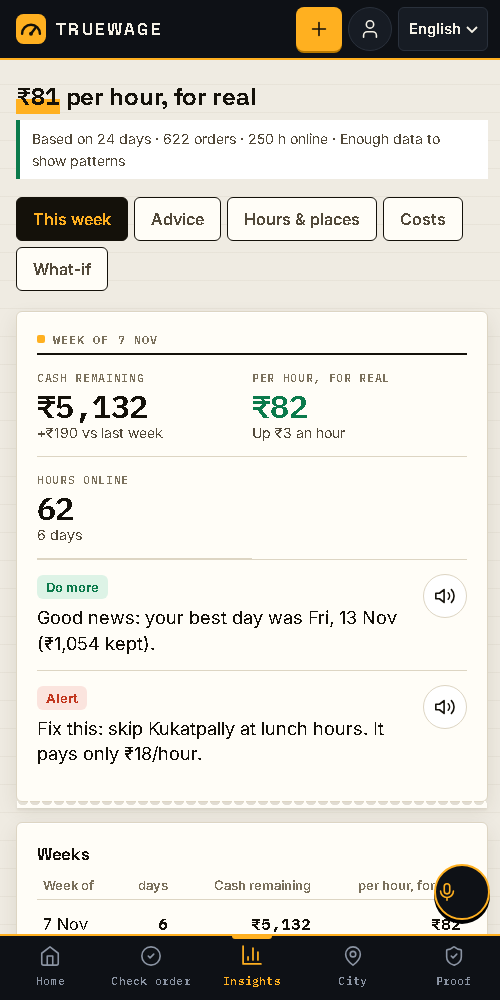 TRUEWAGE
English
₹81 per hour, for real
Based on 24 days · 622 orders · 250 h online · Enough data to
show patterns
This week
Advice
Hours & places
Costs
What-if
WEEK OF 7 NOV
CASH REMAINING
PER HOUR, FOR REAL
₹5,132
₹82
+₹190 vs last week
Up ₹3 an hour
HOURS ONLINE
62
6 days
Do more
Good news: your best day was Fri, 13 Nov
(₹1,054 kept).
Alert
Fix this: skip Kukatpally at lunch hours. It
pays only ₹18/hour.
Weeks
Week of days Cash remaining per hour, for
7 Nov 6 ₹5,132 ₹82
Home
Check order
Insights
City
Proof